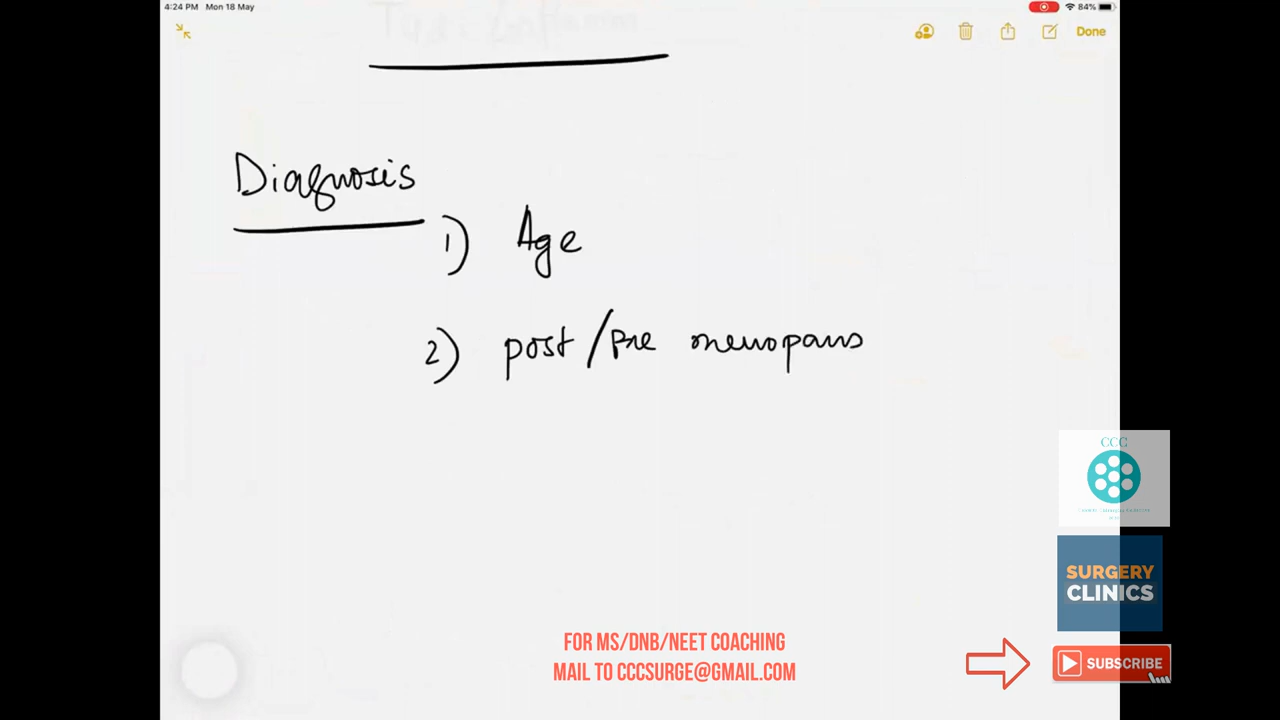 4:24 PM Mon 18 May
84%
Done
Diagnosis
1) Age
2) post/pre menopaus
CCC
SURGERY
CLINICS
FOR MS/DNB/NEET COACHING
MAIL TO CCCSURGE@GMAIL.COM
SUBSCRIBE